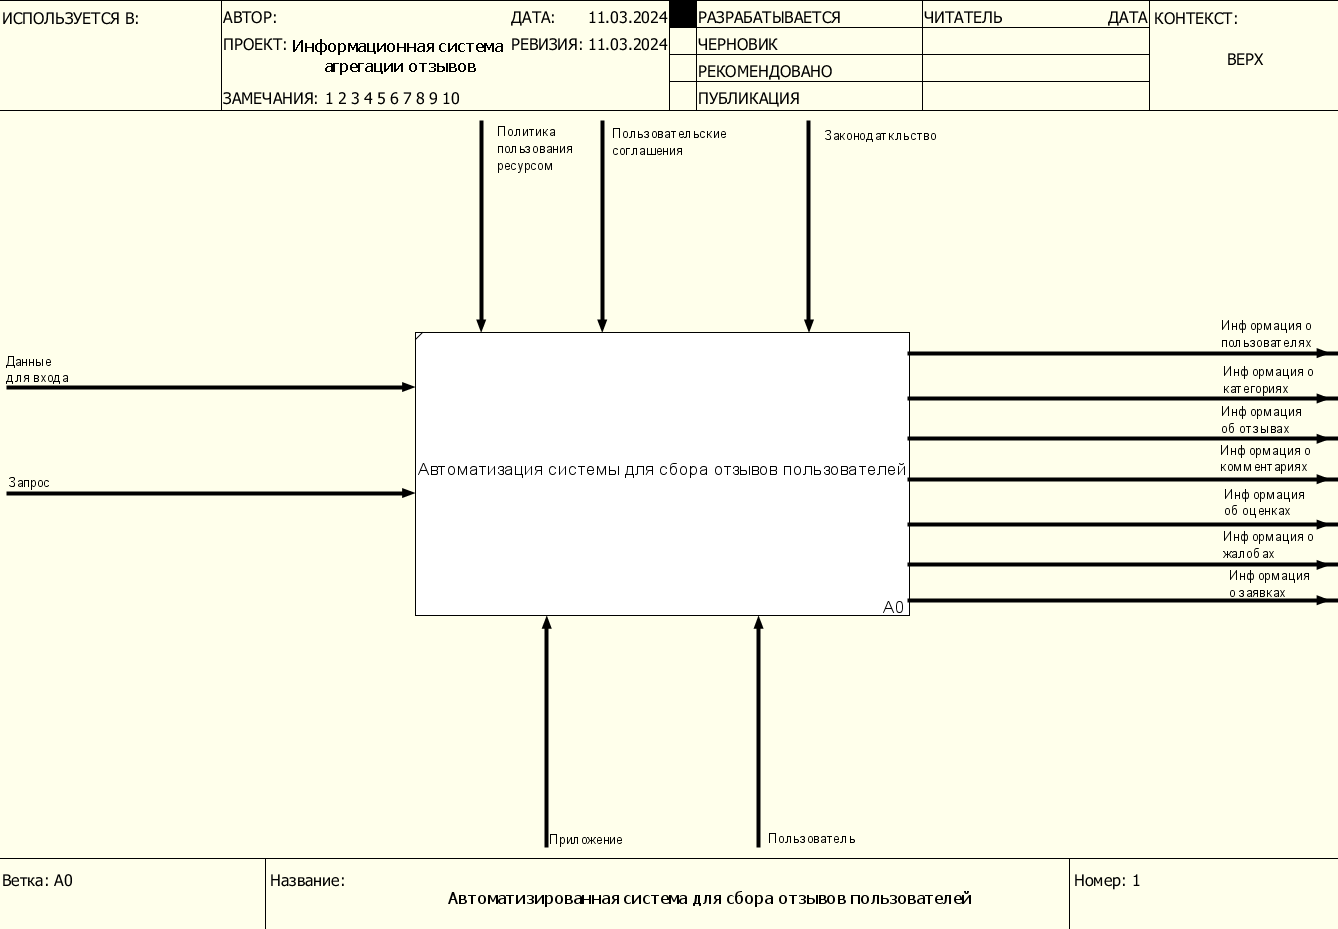 ИСПОЛЬЗУЕТСЯ В:
АВТОР:
ДАТА: 11.03.2024
ПРОЕКТ: Информационная система
агрегации отзывов
РЕВИЗИЯ: 11.03.2024
ЗАМЕЧАНИЯ: 1 2 3 4 5 6 7 8 9 10
РАЗРАБАТЫВАЕТСЯ
ЧЕРНОВИК
РЕКОМЕНДОВАНО
ПУБЛИКАЦИЯ
ЧИТАТЕЛЬ ДАТА
КОНТЕКСТ:
ВЕРХ
Политика
пользования
ресурсом
Пользовательские
соглашения
Законодаткльство
Данные
для входа
Запрос
Автоматизация системы для сбора отзывов пользователей
A0
Информация о
пользователях
Информация о
категориях
Информация
об отзывах
Информация о
комментариях
Информация
об оценках
Информация о
жалобах
Информация
о заявках
Приложение
Пользователь
Ветка: A0
Название:
Автоматизированная система для сбора отзывов пользователей
Номер: 1